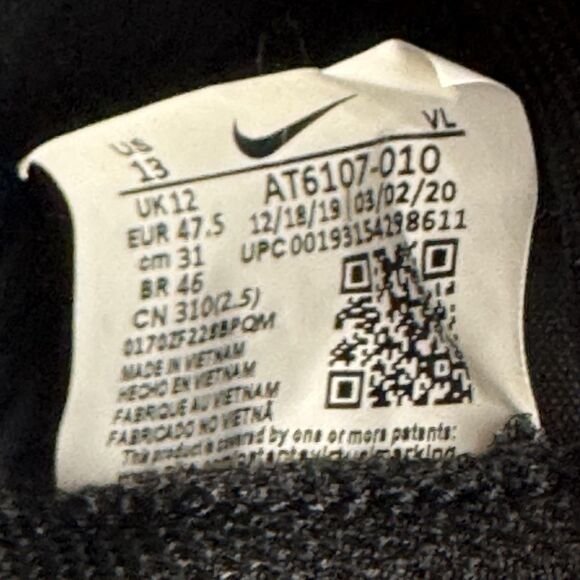 US VL
13
AT6107-010
UK 12
12/18/19 03/02/20
EUR 47.5
UPC 00193154298611
cm 31
BR 46
CN 310(2.5)
MADE IN VIETNAM
HECHO EN VIETNAM
FABRIQUE AU VIETNAM
FABRICADO NO VIETNÃ
This product is covered by one or more patents: